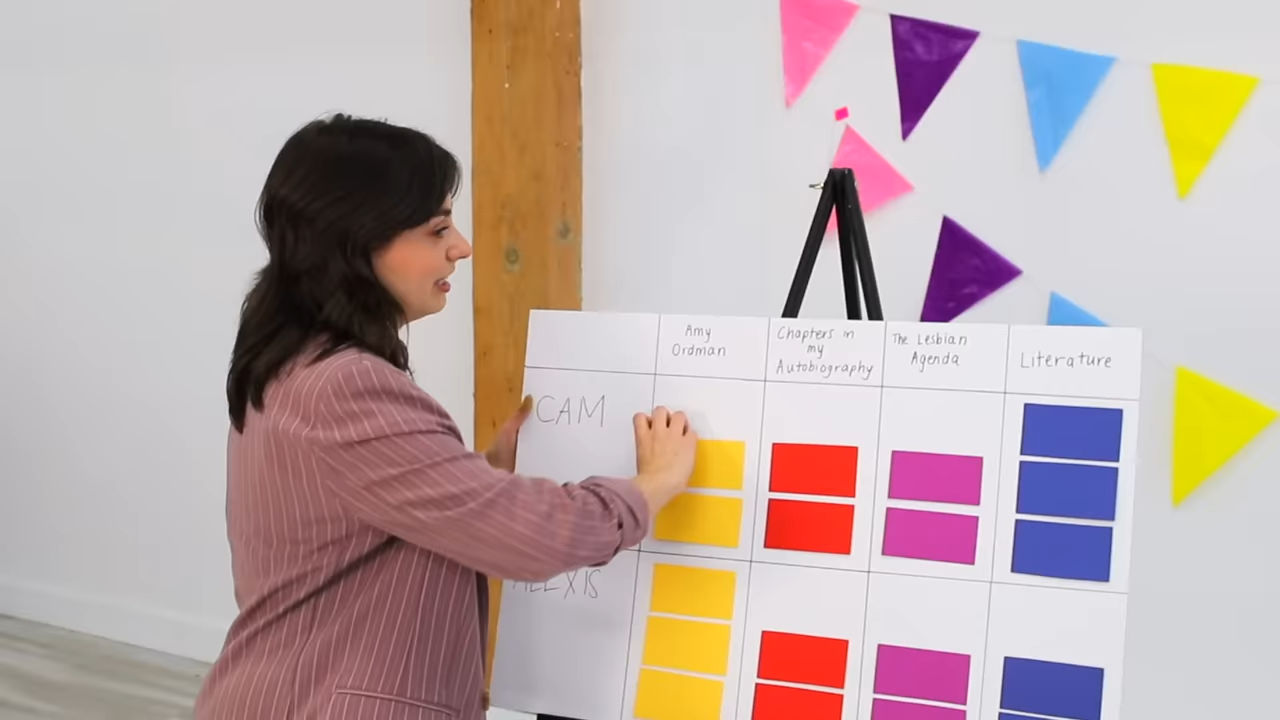 Amy
Ordman
Chapters in
my
Autobiography
The Lesbian
Agenda
Literature
CAM
ALEXIS